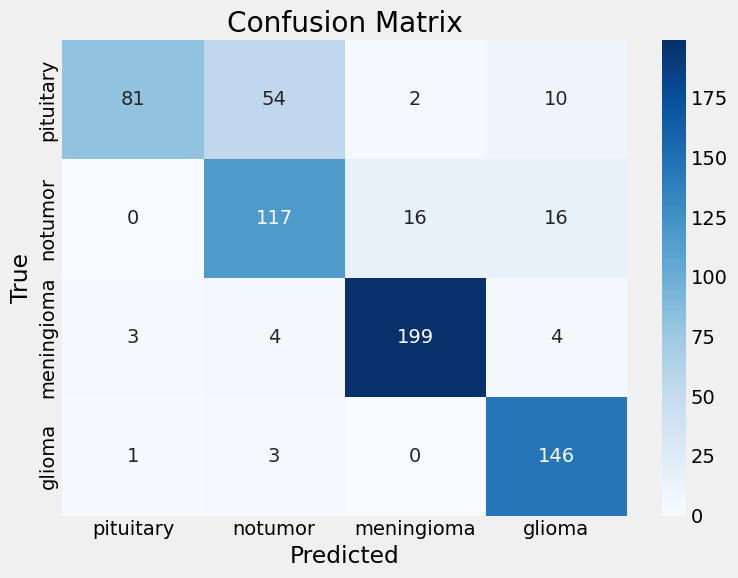 Confusion Matrix
True
pituitary
81 54 2 10
notumor
0 117 16 16
meningioma
3 4 199 4
glioma
1 3 0 146
pituitary notumor meningioma glioma
Predicted
175
150
125
100
75
50
25
0